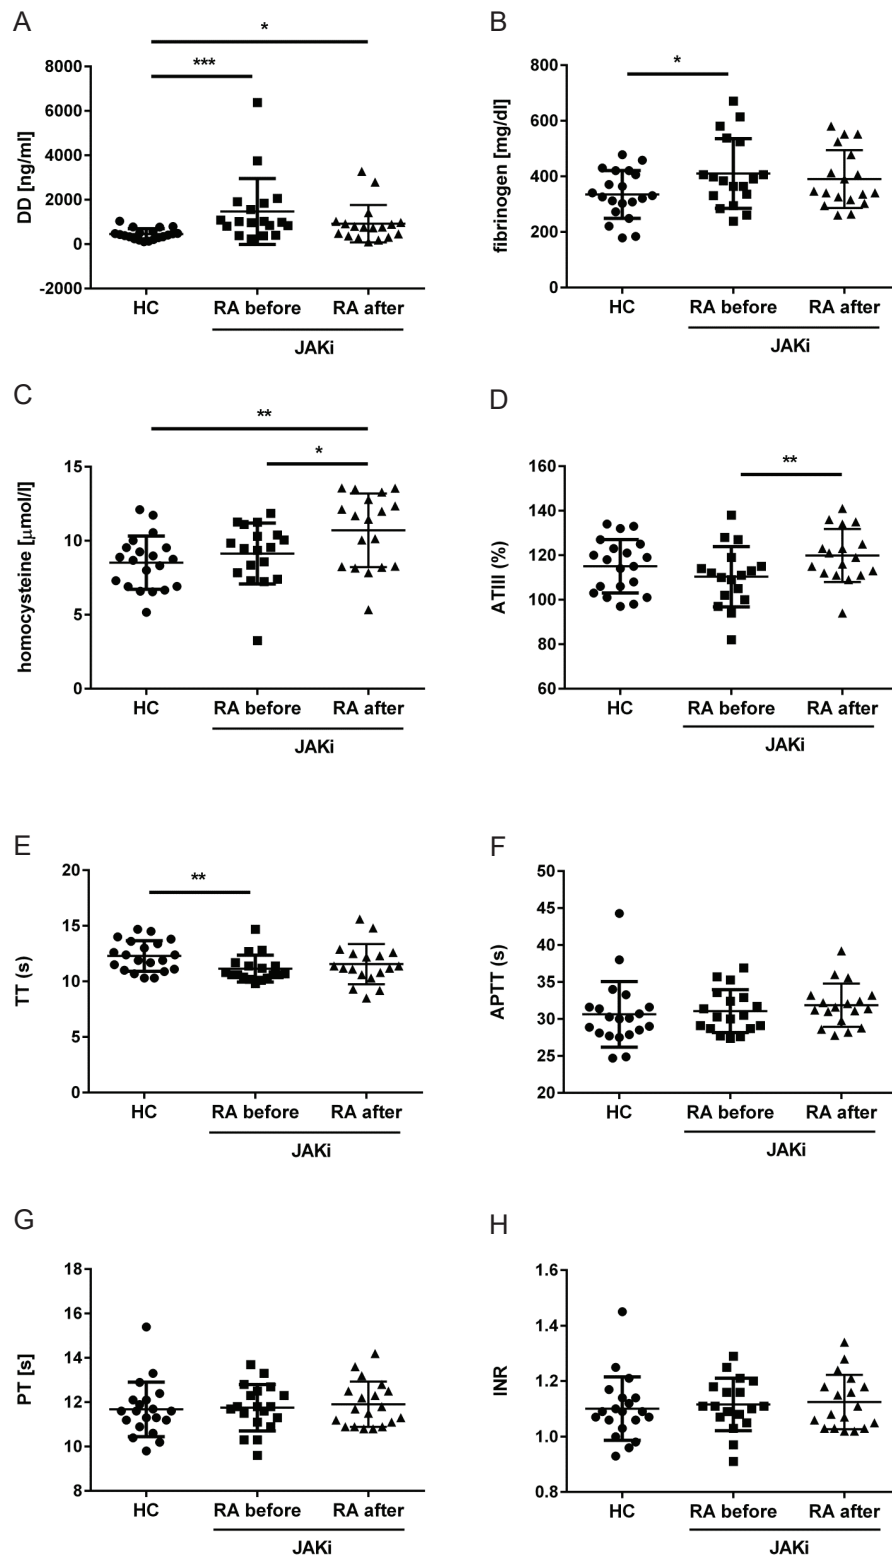 A
*
***
8000
6000
4000
2000
0
-2000
DD [ng/ml]
HC RA before RA after
JAKi
B
*
800
600
400
200
0
fibrinogen [mg/dl]
HC RA before RA after
JAKi
C
**
*
15
10
5
0
homocysteine [µmol/l]
HC RA before RA after
JAKi
D
**
160
140
120
100
80
60
ATIII (%)
HC RA before RA after
JAKi
E
**
20
15
10
5
0
TT (s)
HC RA before RA after
JAKi
F
50
45
40
35
30
25
20
APTT (s)
HC RA before RA after
JAKi
G
18
16
14
12
10
8
PT [s]
HC RA before RA after
JAKi
H
1.6
1.4
1.2
1.0
0.8
INR
HC RA before RA after
JAKi